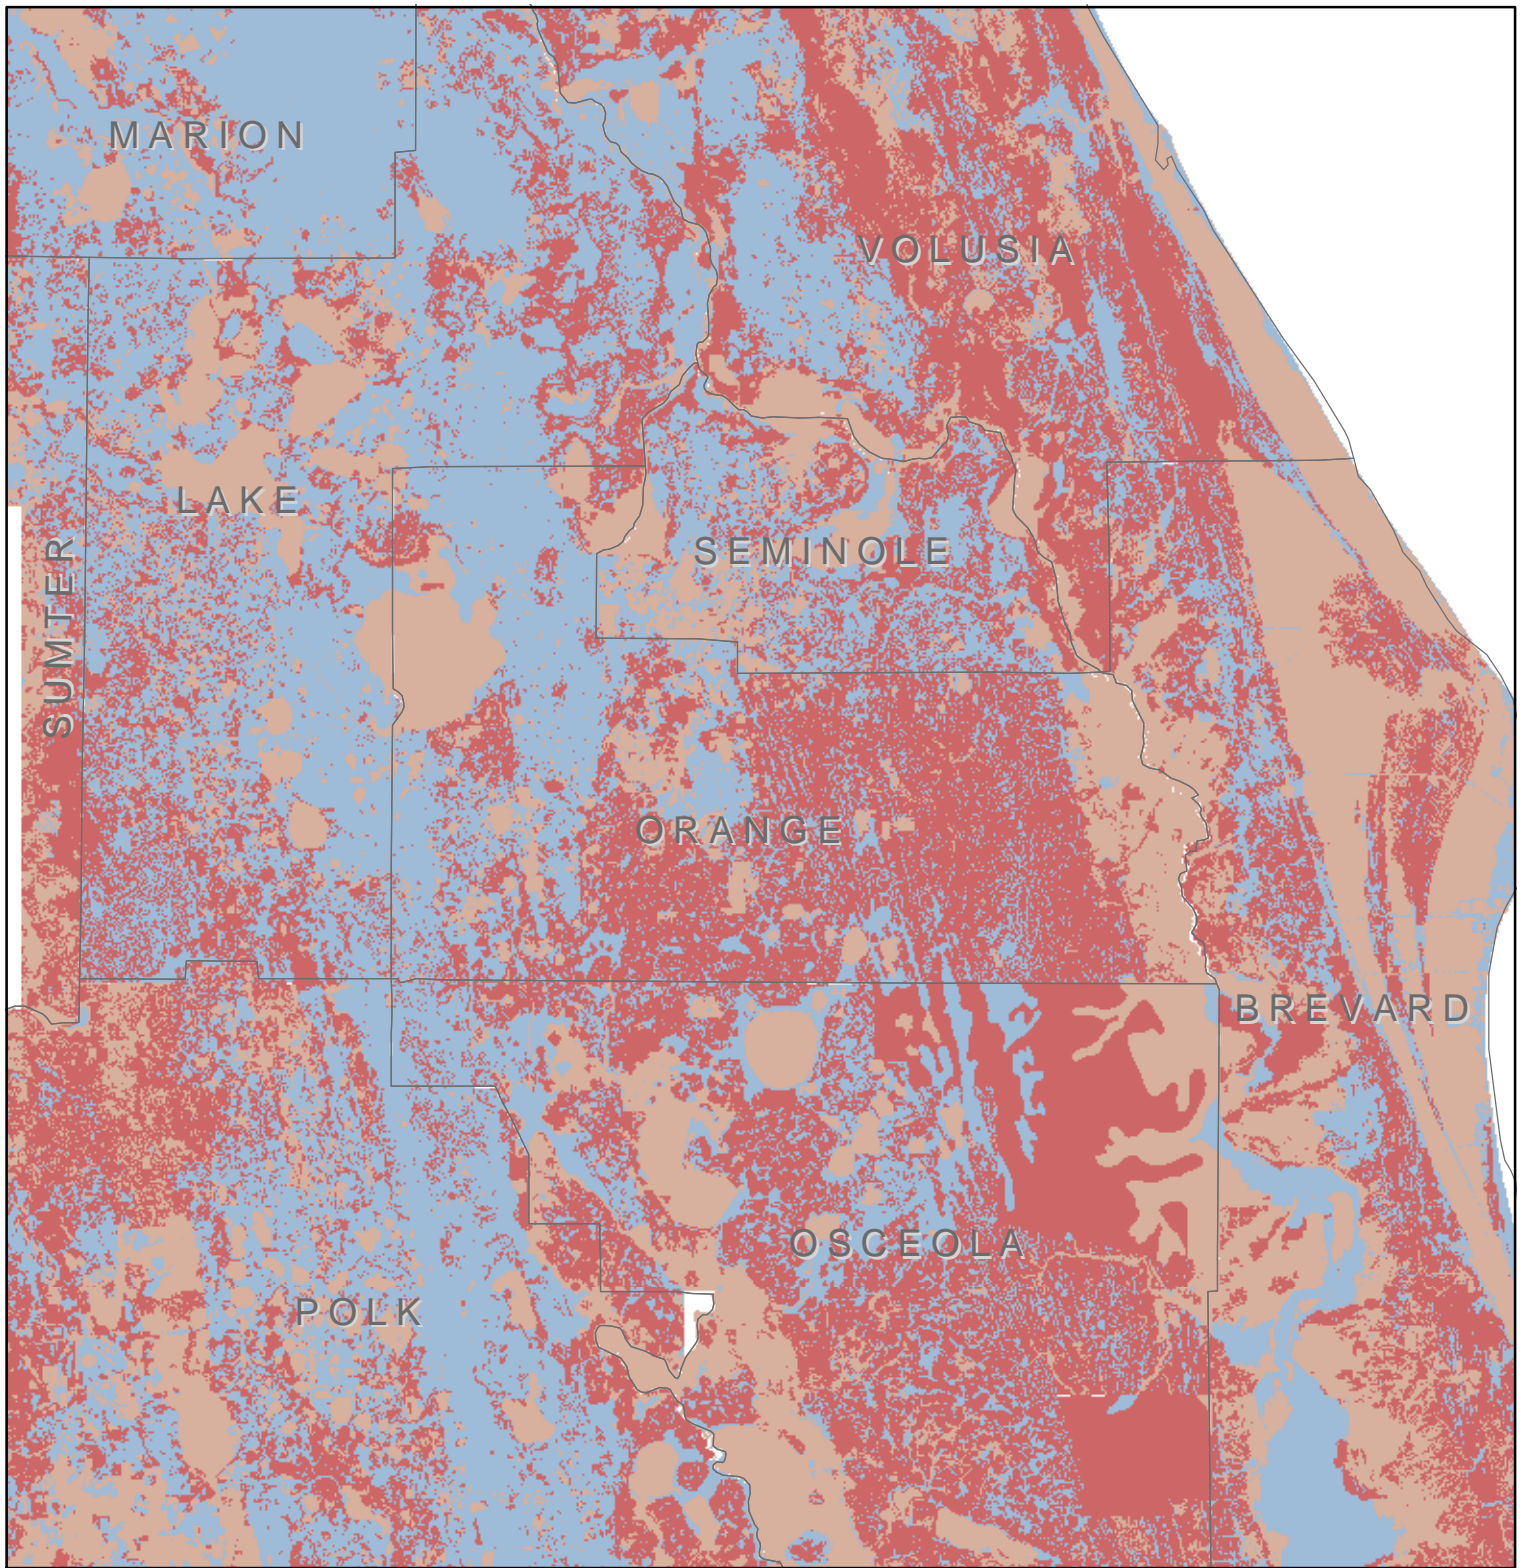 MARION
VOLUSIA
LAKE
SEMINOLE
SUMTER
ORANGE
BREVARD
OSCEOLA
POLK